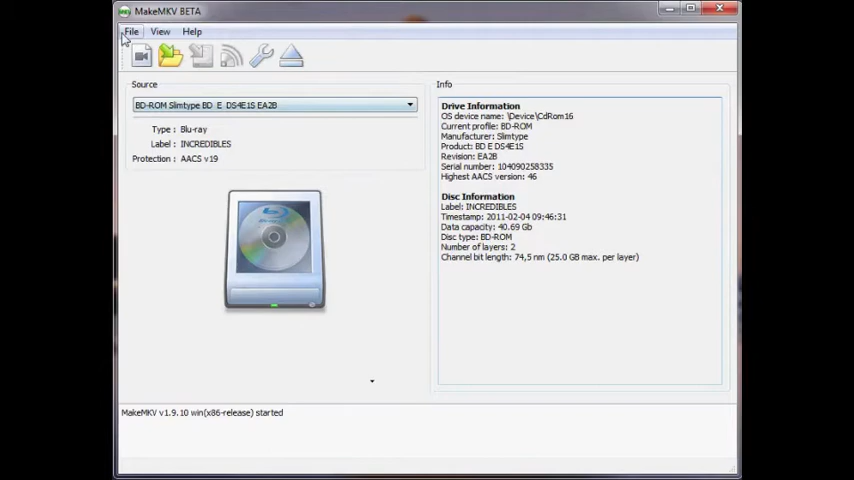 MakeMKV BETA
File View Help
Source
BD-ROM Slimtype BD E DS4E1S EA2B
Type : Blu-ray
Label : INCREDIBLES
Protection : AACS v19
Info
Drive Information
OS device name: \Device\CdRom16
Current profile: BD-ROM
Manufacturer: Slimtype
Product: BD E DS4E1S
Revision: EA2B
Serial number: 104090258335
Highest AACS version: 46
Disc Information
Label: INCREDIBLES
Timestamp: 2011-02-04 09:46:31
Data capacity: 40.69 Gb
Disc type: BD-ROM
Number of layers: 2
Channel bit length: 74,5 nm (25.0 GB max. per layer)
MakeMKV v1.9.10 win(x86-release) started